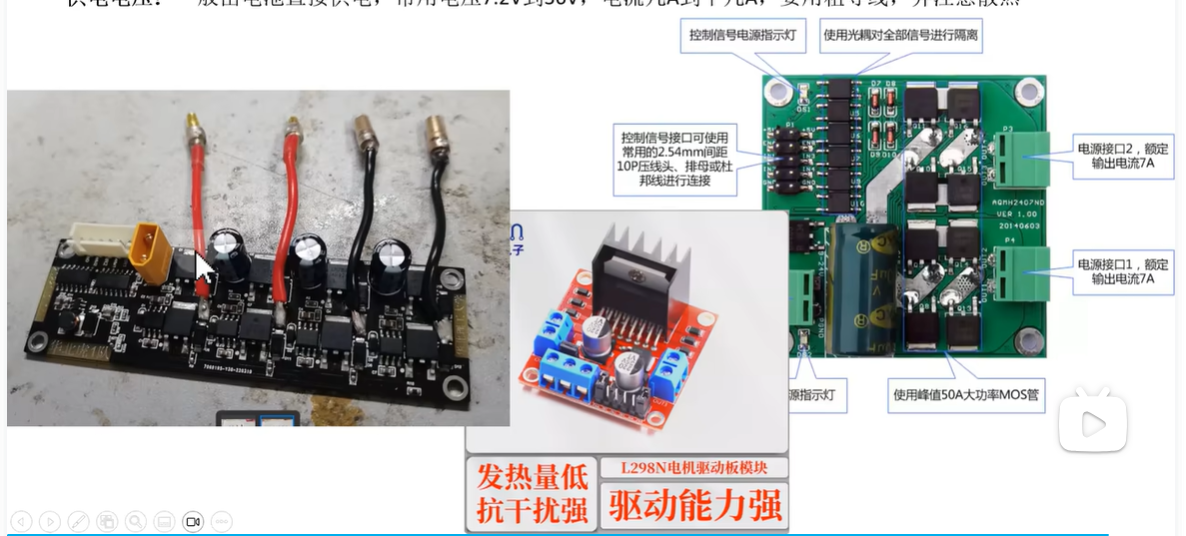 供电电压： 一般由电池直接供电，常用电压7.2V到36V，电流几A到十几A，要用粗导线，并注意散热
控制信号电源指示灯
使用光耦对全部信号进行隔离
控制信号接口可使用
常用的2.54mm间距
10P压线头、排母或杜
邦线进行连接
电源接口2，额定
输出电流7A
P1
D7 D8
D9 D10
P3
AQMH2407ND
VER 1.00
20140603
P4
电源接口1，额定
输出电流7A
源指示灯
使用峰值50A大功率MOS管
子
发热量低
抗干扰强
L298N电机驱动板模块
驱动能力强